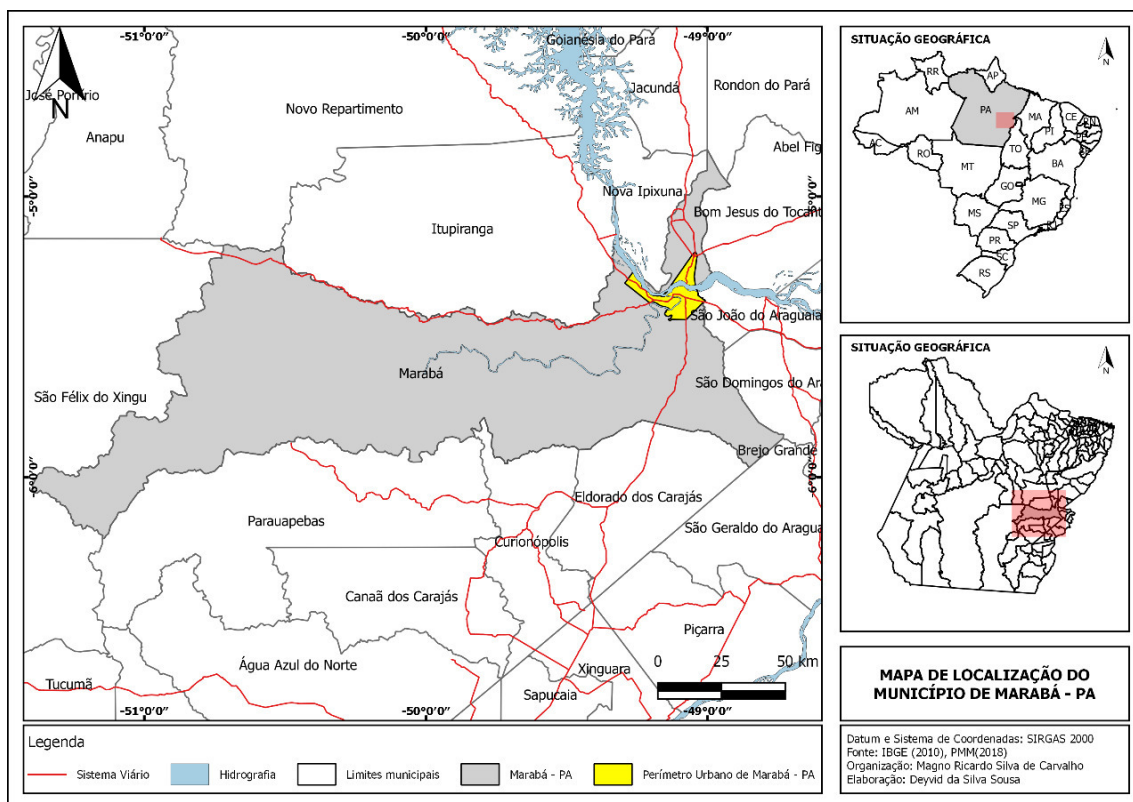 -51°0'0"
-50°0'0"
-49°0'0"
Goianésia do Pará
José Porfírio
N
Novo Repartimento
Jacundá
Rondon do Pará
Anapu
Abel Fig
-5°0'0"
Nova Ipixuna
Itupiranga
Bom Jesus do Tocant
São João do Araguaia
Marabá
São Félix do Xingu
São Domingos do Ar
Brejo Grande
-6°0'0"
-6°0'0"
Eldorado dos Carajás
Parauapebas
São Geraldo do Aragua
Curionópolis
Canaã dos Carajás
Piçarra
Água Azul do Norte
Xinguara
0 25 50 km
Tucumã
Sapucaia
-51°0'0"
-50°0'0"
-49°0'0"
SITUAÇÃO GEOGRÁFICA
N
RR
AP
AM
PA
MA
CE
RN
PI
AC
TO
RO
MT
BA
GO
MG
MS
ES
SP
PR
SC
RS
SITUAÇÃO GEOGRÁFICA
N
MAPA DE LOCALIZAÇÃO DO
MUNICÍPIO DE MARABÁ - PA
Legenda
Sistema Viário
Hidrografia
Limites municipais
Marabá - PA
Perímetro Urbano de Marabá - PA
Datum e Sistema de Coordenadas: SIRGAS 2000
Fonte: IBGE (2010), PMM(2018)
Organização: Magno Ricardo Silva de Carvalho
Elaboração: Deyvid da Silva Sousa